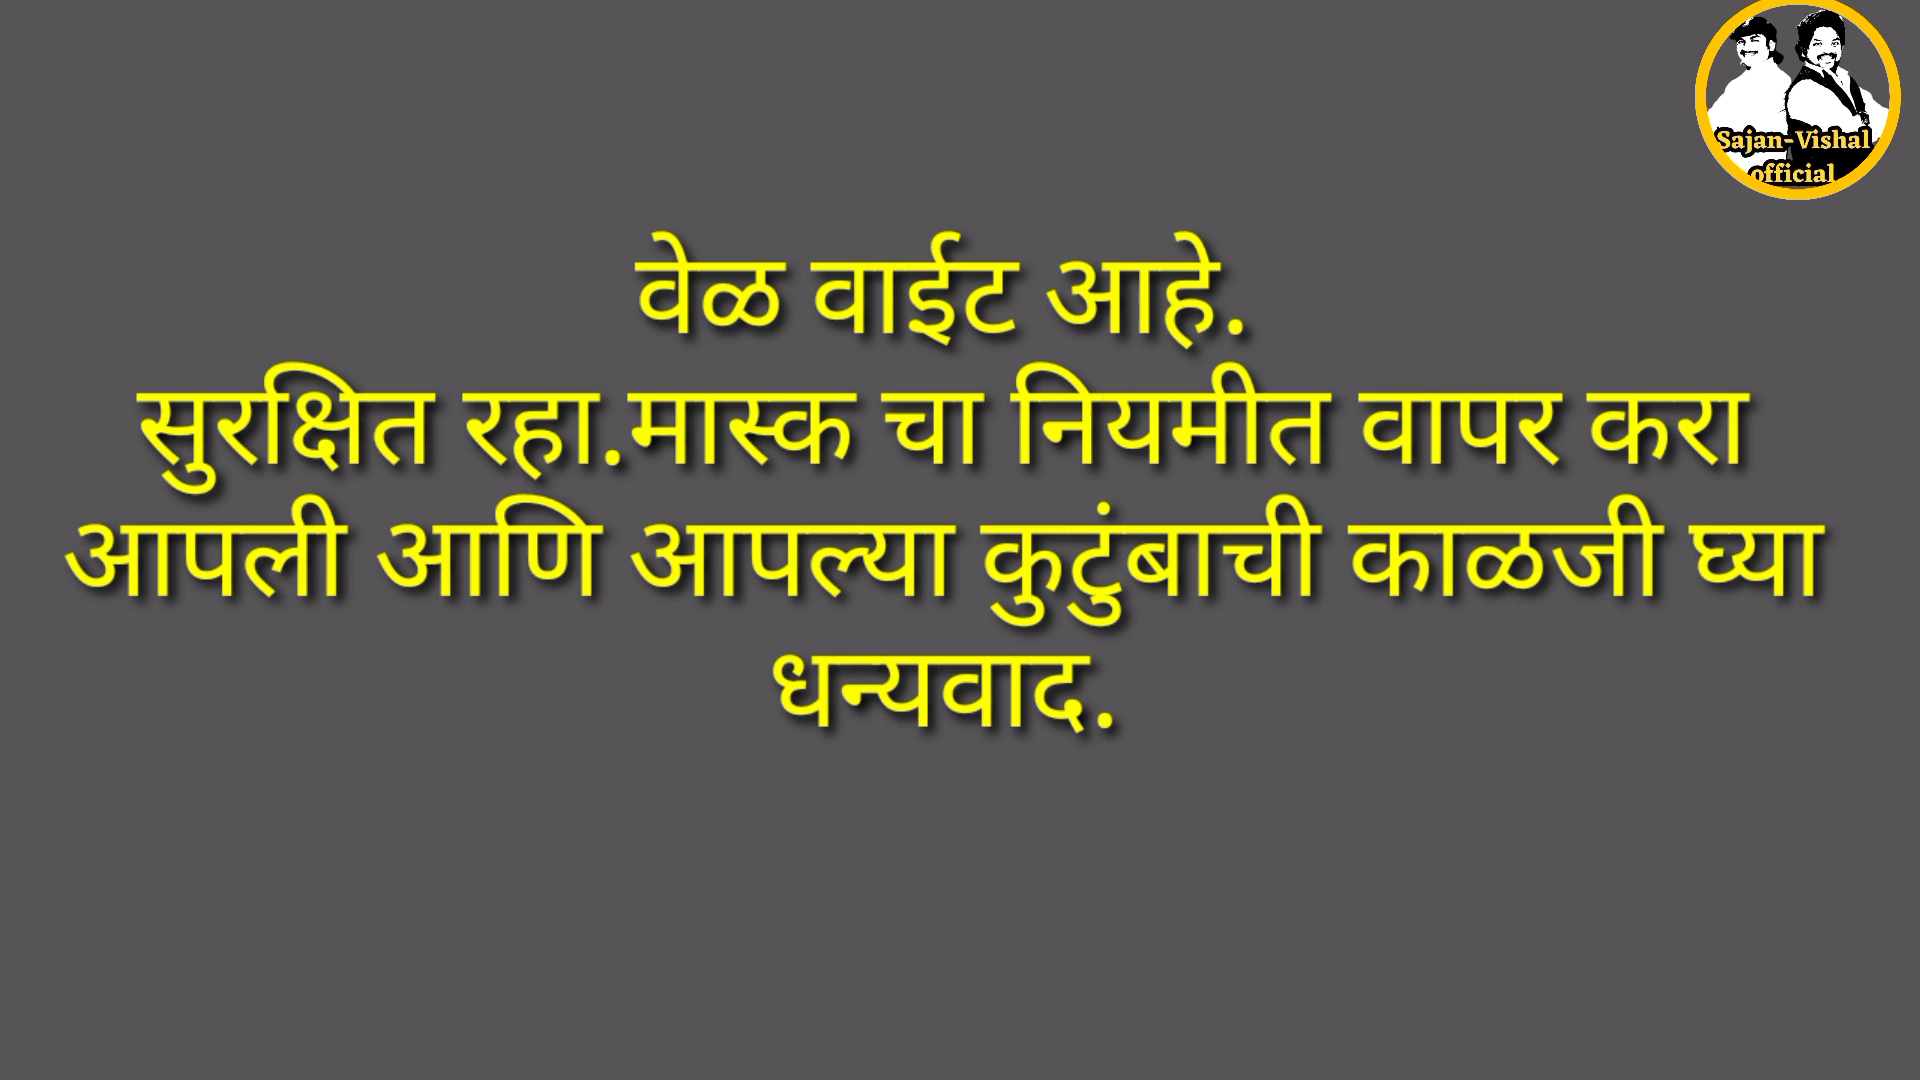 Sajan-Vishal
official
वेळ वाईट आहे.
सुरक्षित रहा.मास्क चा नियमीत वापर करा
आपली आणि आपल्या कुटुंबाची काळजी घ्या
धन्यवाद.